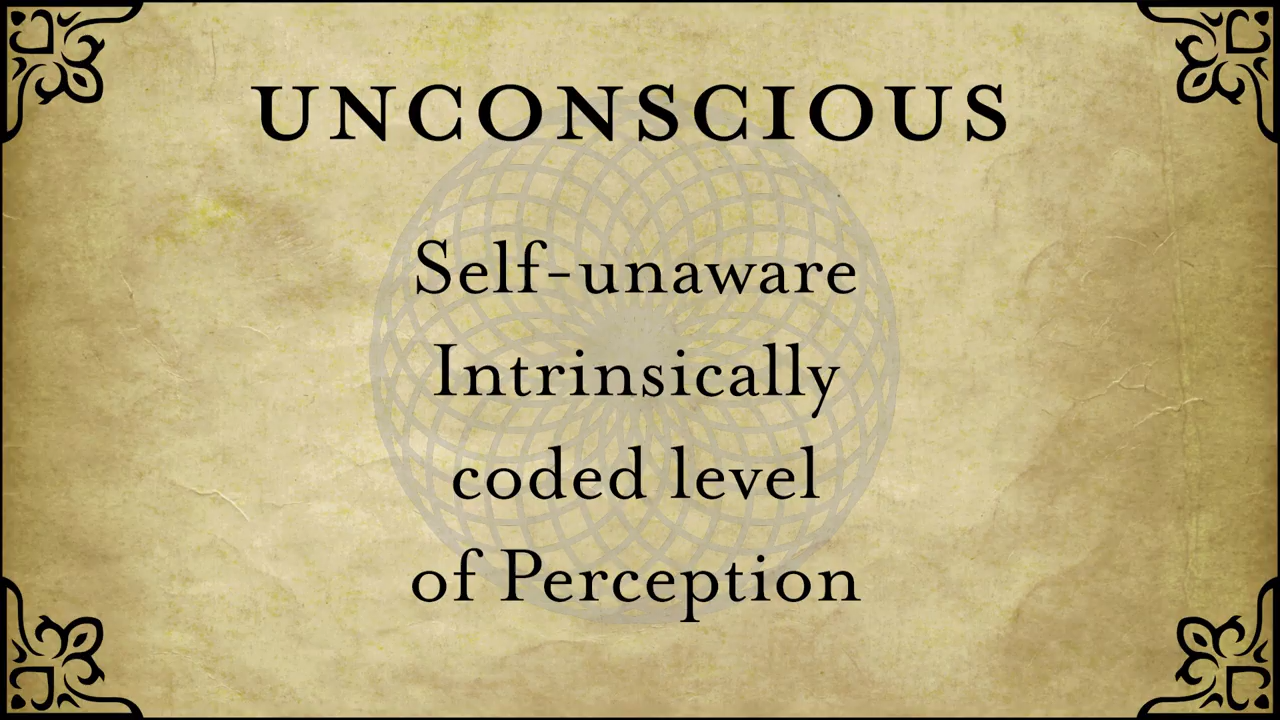 UNCONSCIOUS
Self-unaware
Intrinsically
coded level
of Perception